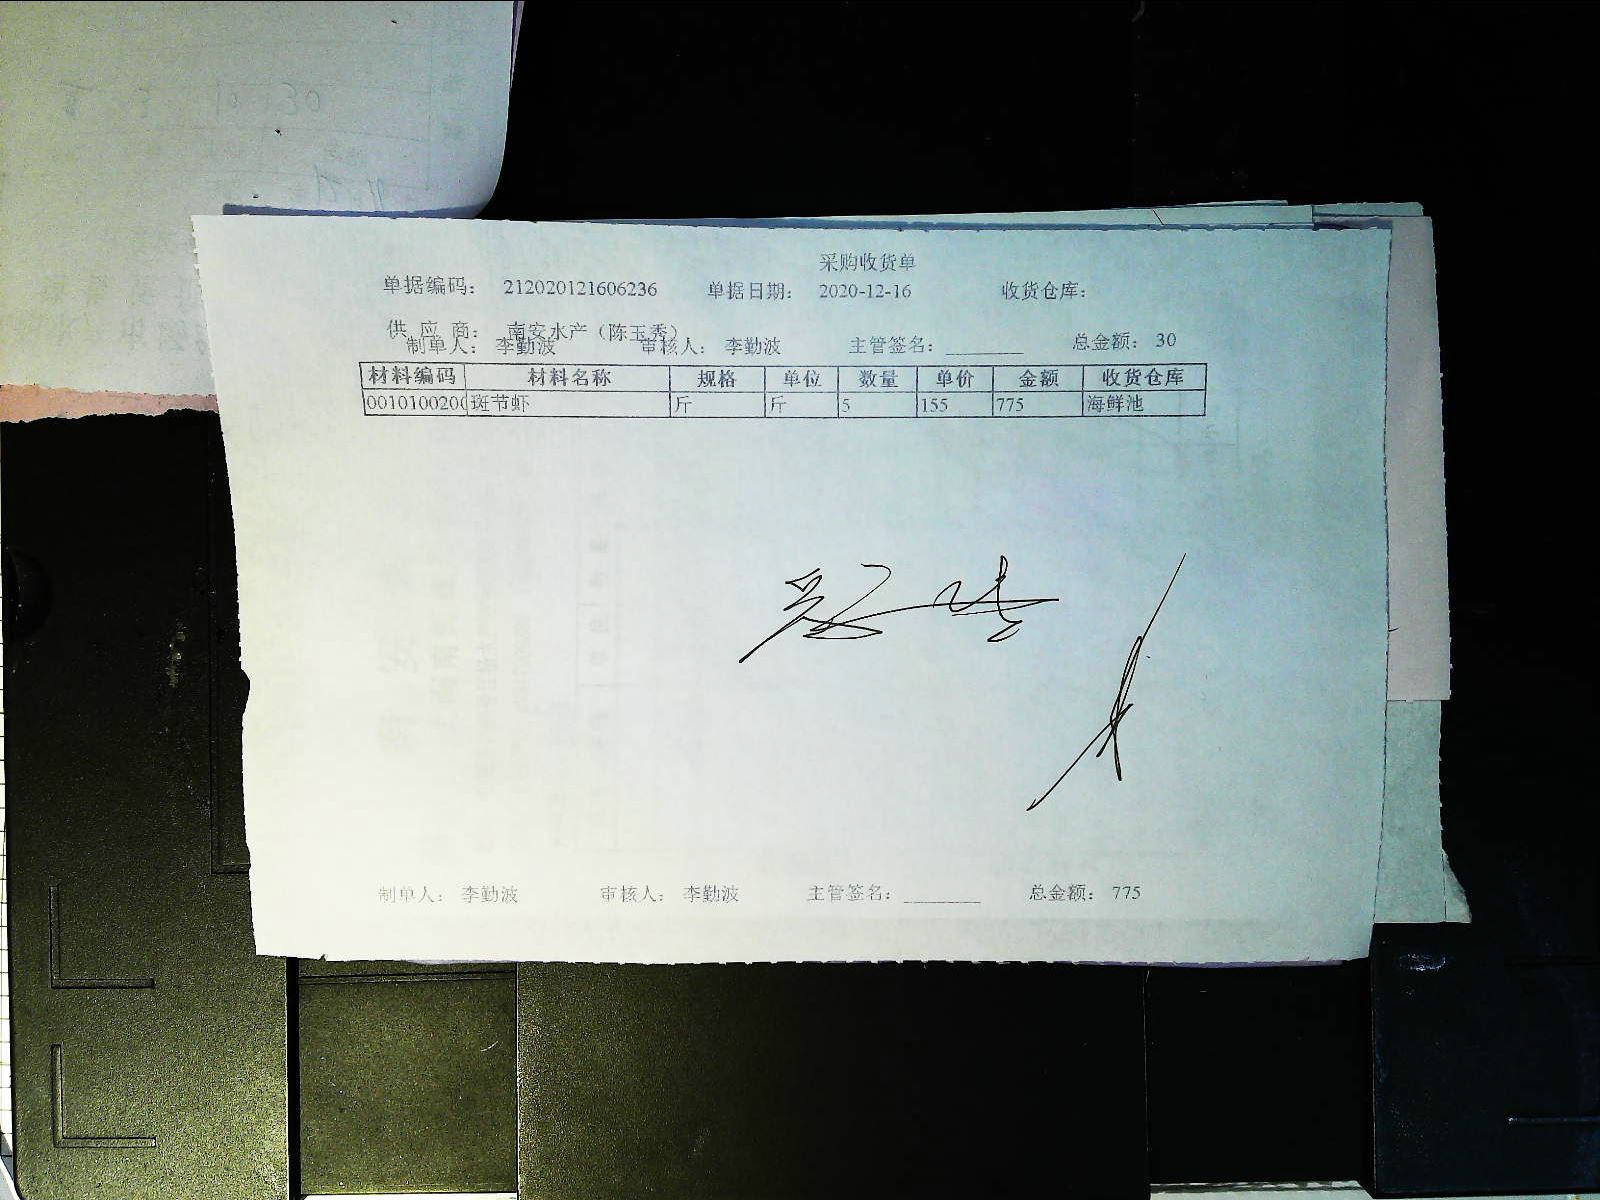 采购收货单
单据编码: 212020121606236 单据日期: 2020-12-16 收货仓库:
供 应 商: 南安水产（陈玉秀）
制单人: 李勤波 审核人: 李勤波 主管签名: ________ 总金额: 30
材料编码 材料名称 规格 单位 数量 单价 金额 收货仓库
0010100200 斑节虾 斤 斤 5 155 775 海鲜池
制单人: 李勤波 审核人: 李勤波 主管签名: ________ 总金额: 775